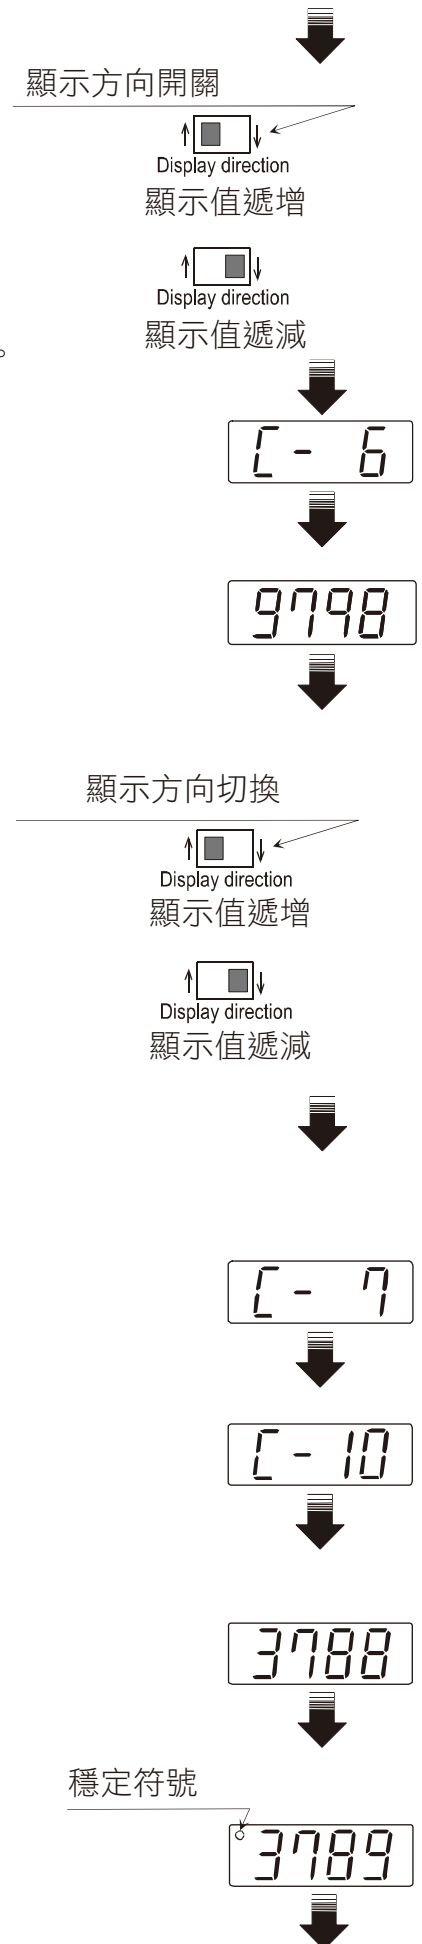 顯示方向開關
Display direction
顯示值遞增
Display direction
顯示值遞減
。
C- 6
9798
顯示方向切換
Display direction
顯示值遞增
Display direction
顯示值遞減
C- 7
C-10
3788
穩定符號
3789